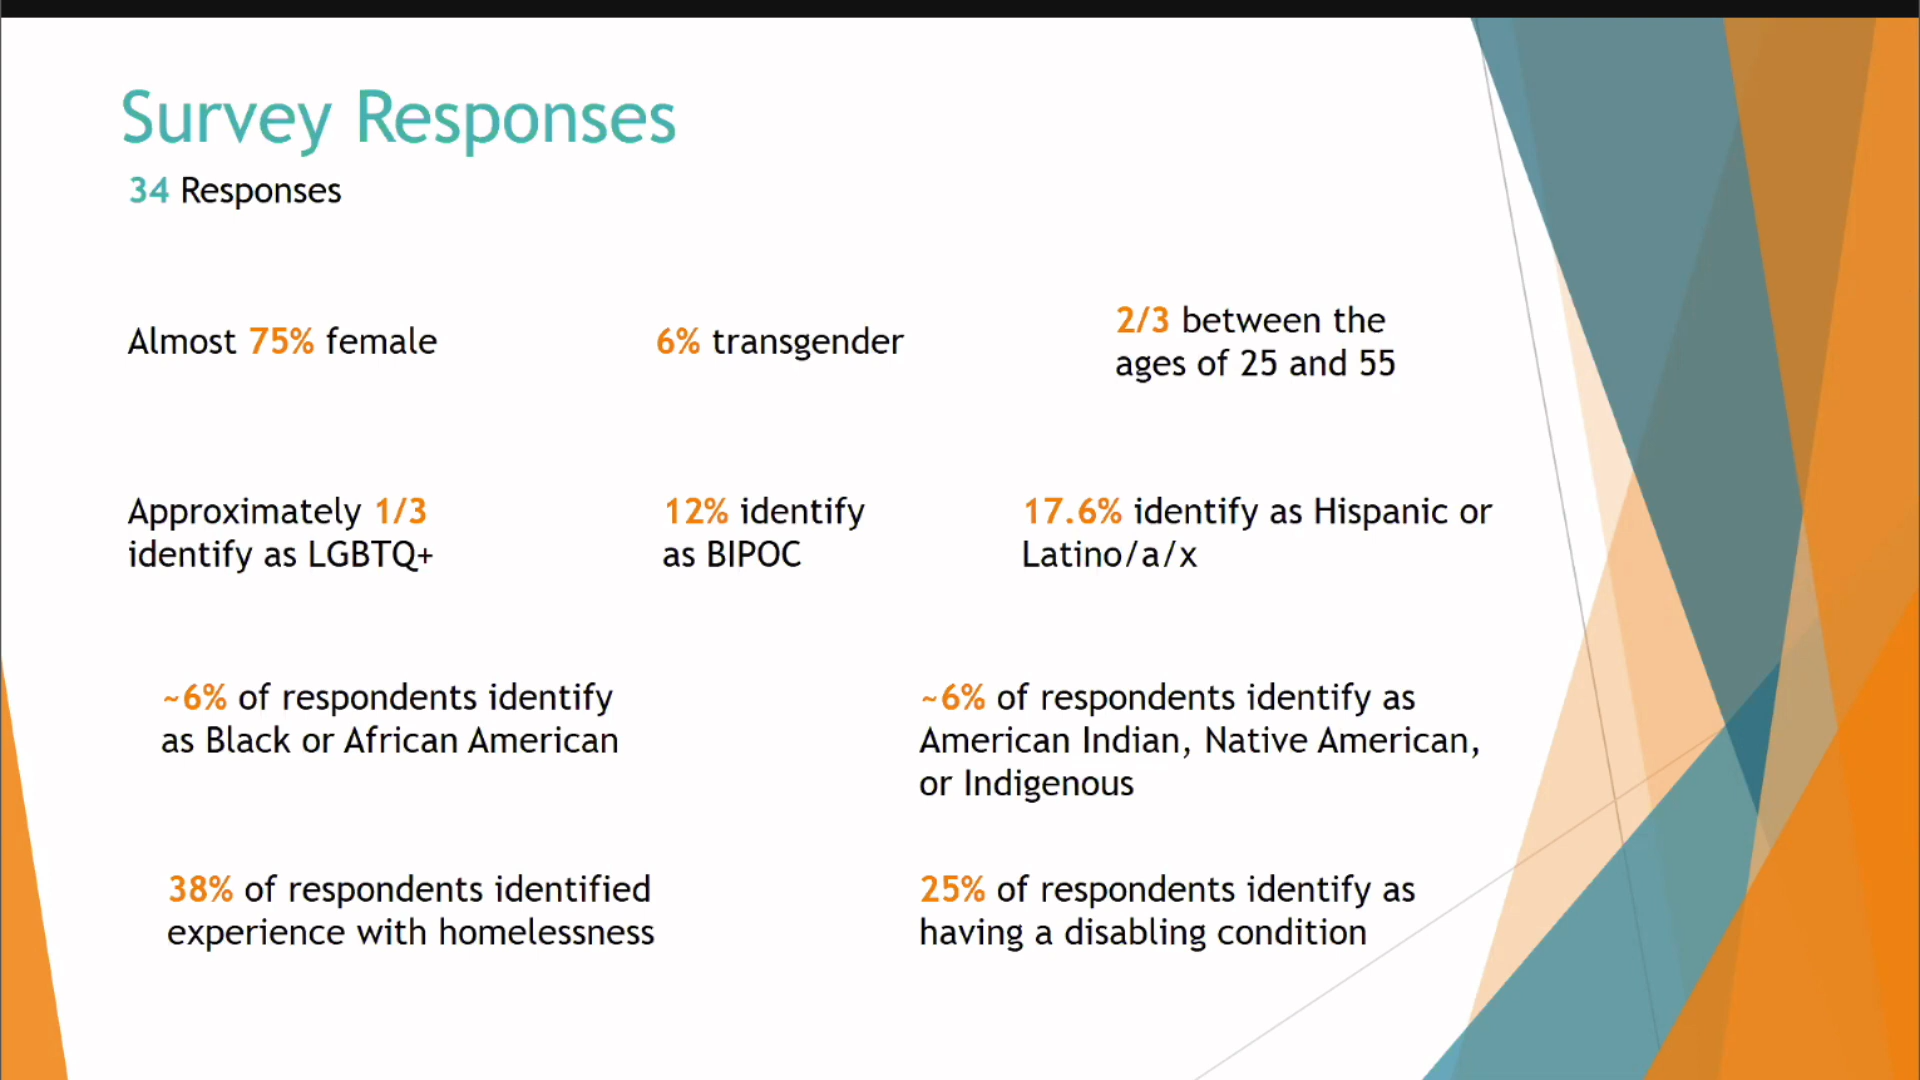 Survey Responses
34 Responses
Almost 75% female
6% transgender
2/3 between the
ages of 25 and 55
Approximately 1/3
identify as LGBTQ+
12% identify
as BIPOC
17.6% identify as Hispanic or
Latino/a/x
~6% of respondents identify
as Black or African American
~6% of respondents identify as
American Indian, Native American,
or Indigenous
38% of respondents identified
experience with homelessness
25% of respondents identify as
having a disabling condition